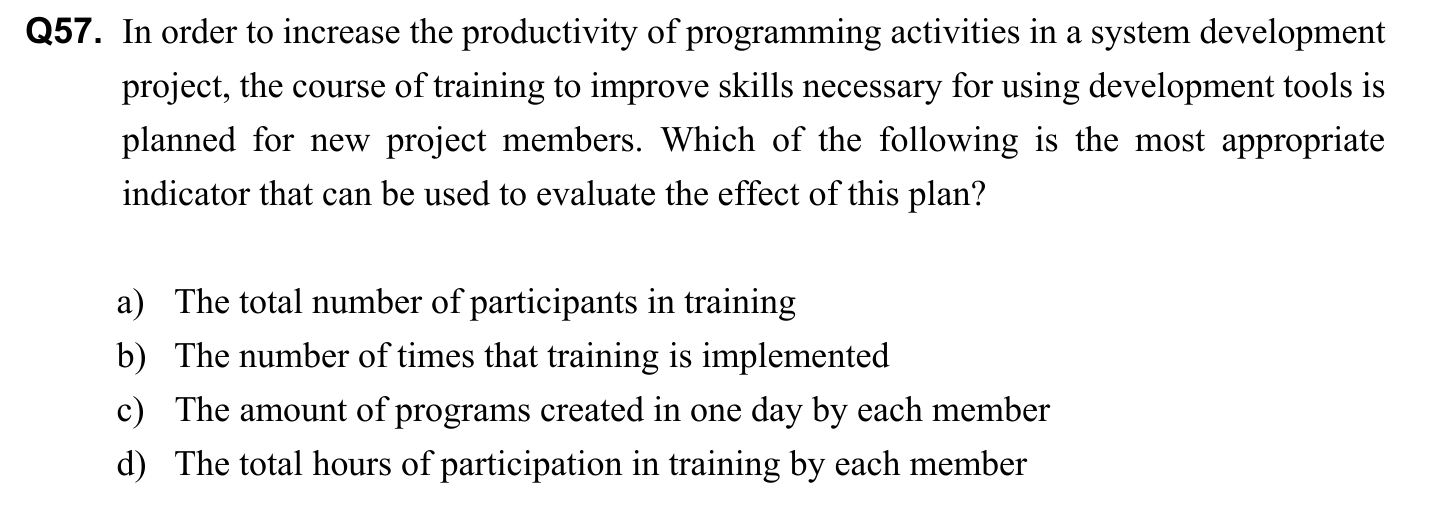 Q57. In order to increase the productivity of programming activities in a system development
project, the course of training to improve skills necessary for using development tools is
planned for new project members. Which of the following is the most appropriate
indicator that can be used to evaluate the effect of this plan?
a) The total number of participants in training
b) The number of times that training is implemented
c) The amount of programs created in one day by each member
d) The total hours of participation in training by each member